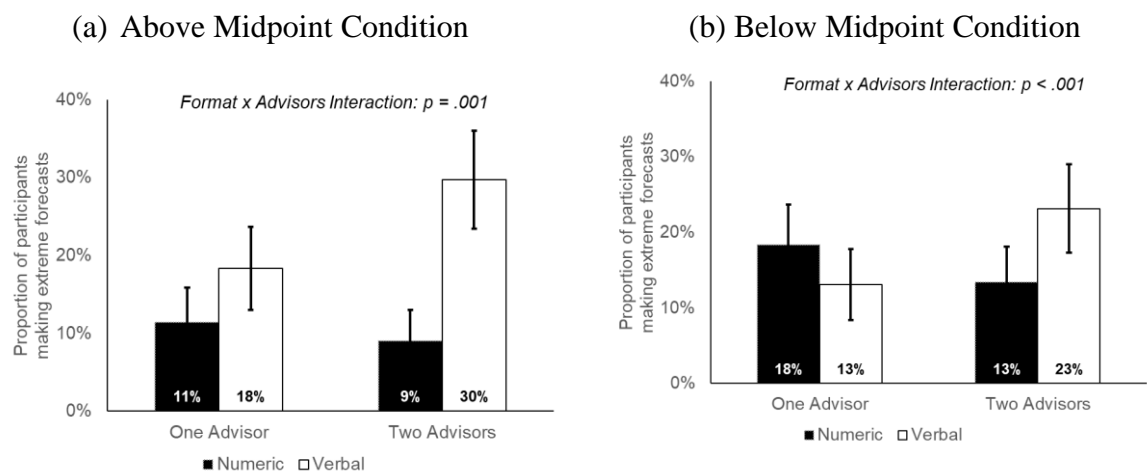 (a) Above Midpoint Condition
40%
30%
20%
10%
0%
Proportion of participants
making extreme forecasts
Format x Advisors Interaction: p = .001
11%
18%
9%
30%
One Advisor
Two Advisors
Numeric
Verbal
(b) Below Midpoint Condition
40%
30%
20%
10%
0%
Proportion of participants
making extreme forecasts
Format x Advisors Interaction: p < .001
18%
13%
13%
23%
One Advisor
Two Advisors
Numeric
Verbal